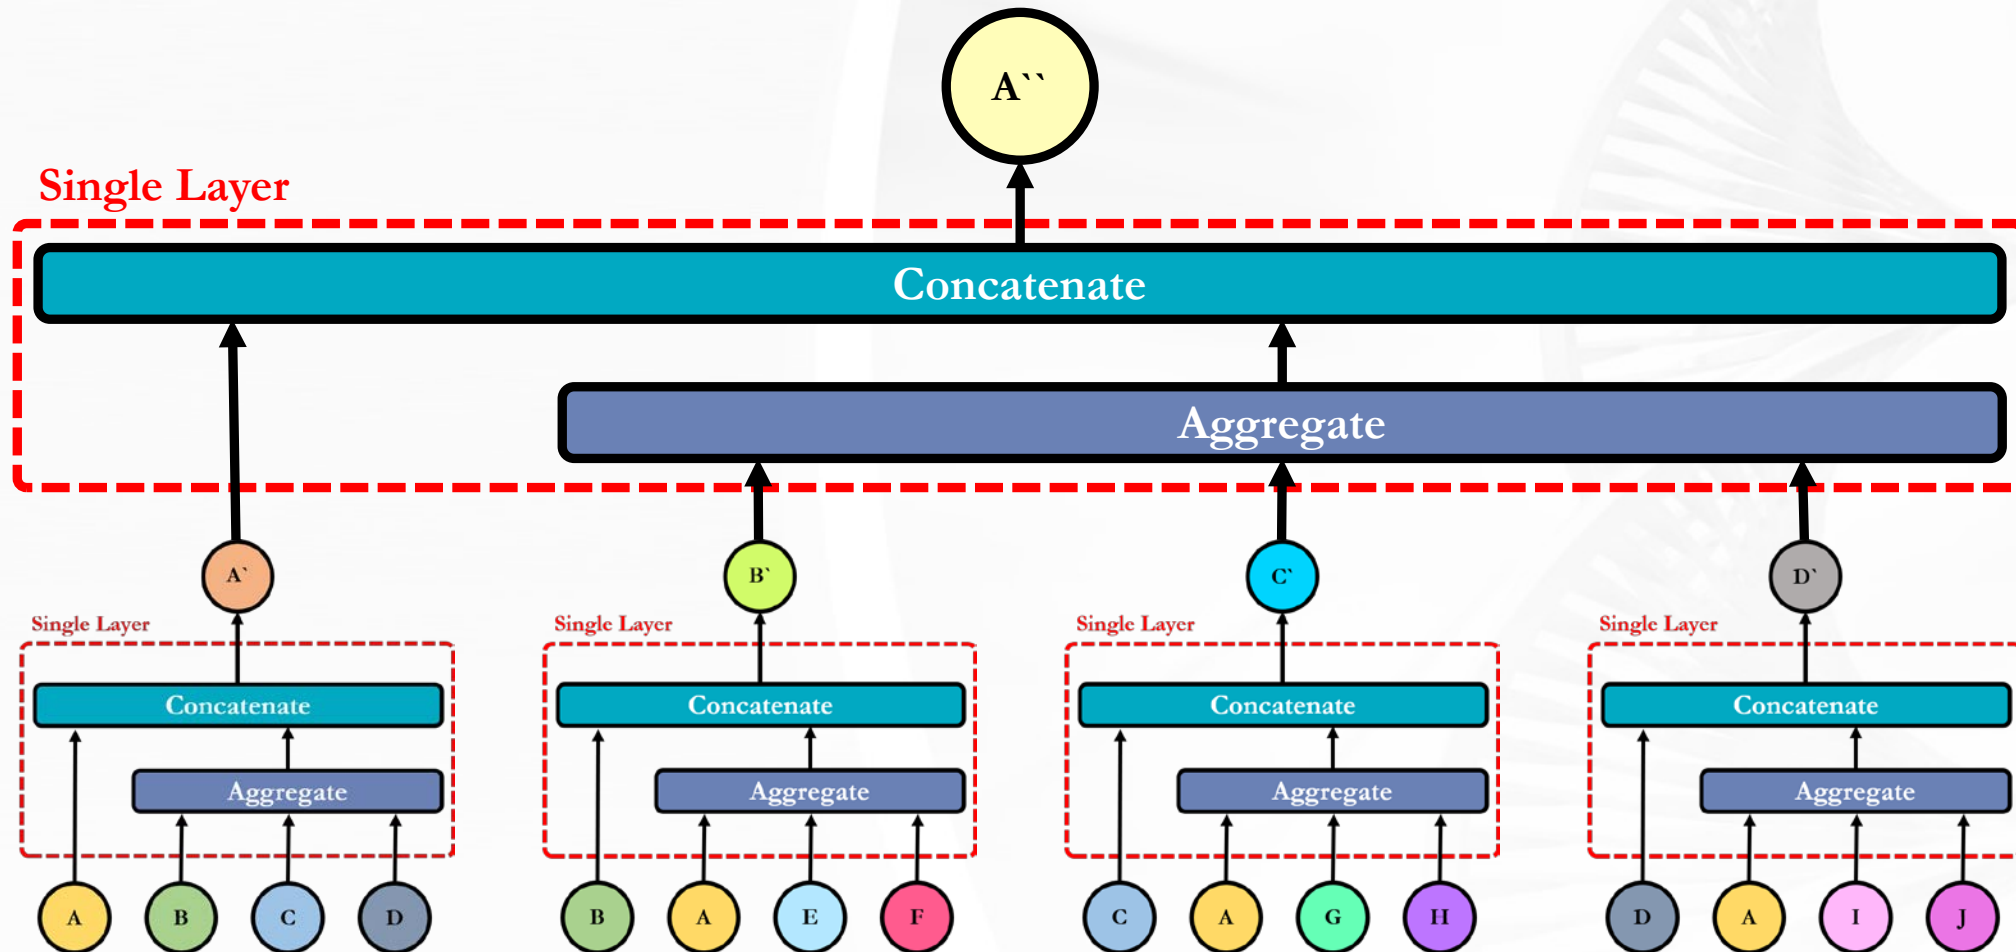 A``
Single Layer
Concatenate
Aggregate
A` B` C` D`
Single Layer Single Layer Single Layer Single Layer
Concatenate Concatenate Concatenate Concatenate
Aggregate Aggregate Aggregate Aggregate
A B C D B A E F C A G H D A I J